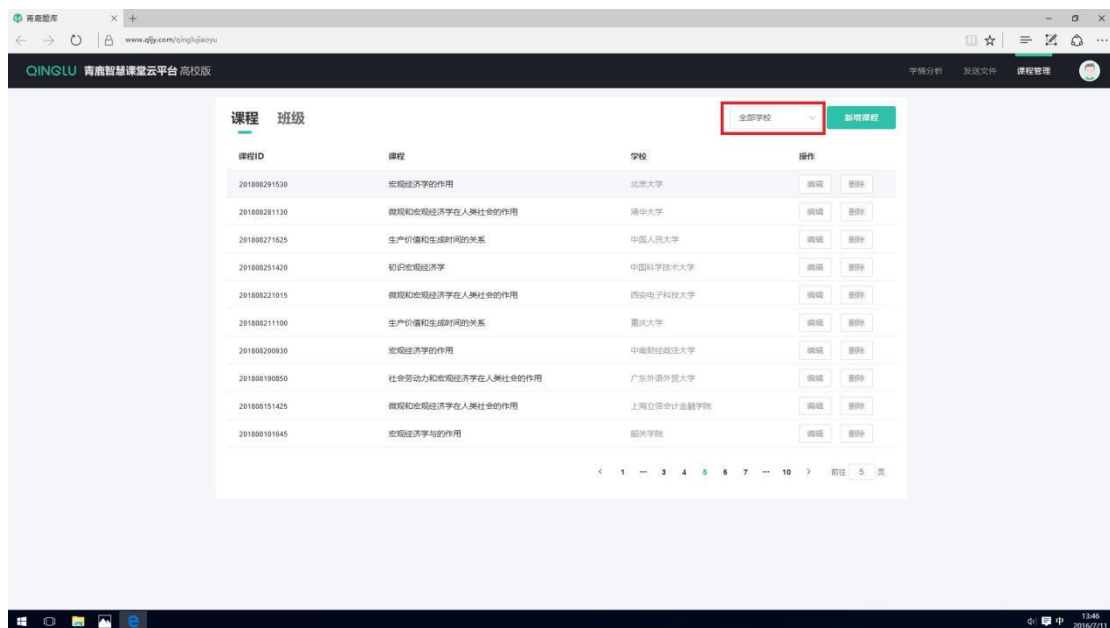 青鹿题库
www.qljy.com/qinglujiaoyu
QINGLU 青鹿智慧课堂云平台 高校版 学情分析 发送文件 课程管理
课程 班级 全部学校 新增课程
课程ID 课程 学校 操作
201808291530 宏观经济学的作用 北京大学 编辑 删除
201808281130 微观和宏观经济学在人类社会的作用 清华大学 编辑 删除
201808271625 生产价值和生成时间的关系 中国人民大学 编辑 删除
201808251420 初识宏观经济学 中国科学技术大学 编辑 删除
201808221015 微观和宏观经济学在人类社会的作用 西安电子科技大学 编辑 删除
201808211100 生产价值和生成时间的关系 重庆大学 编辑 删除
201808200930 宏观经济学的作用 中南财经政法大学 编辑 删除
201808190850 社会劳动力和宏观经济学在人类社会的作用 广东外语外贸大学 编辑 删除
201808151425 微观和宏观经济学在人类社会的作用 上海立信会计金融学院 编辑 删除
201808101645 宏观经济学与的作用 韶关学院 编辑 删除
< 1 ··· 3 4 5 6 7 ··· 10 > 前往 5 页
中 13:46
2016/7/11